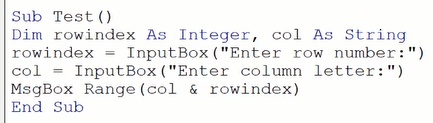 Sub Test()
Dim rowindex As Integer, col As String
rowindex = InputBox("Enter row number:")
col = InputBox("Enter column letter:")
MsgBox Range(col & rowindex)
End Sub